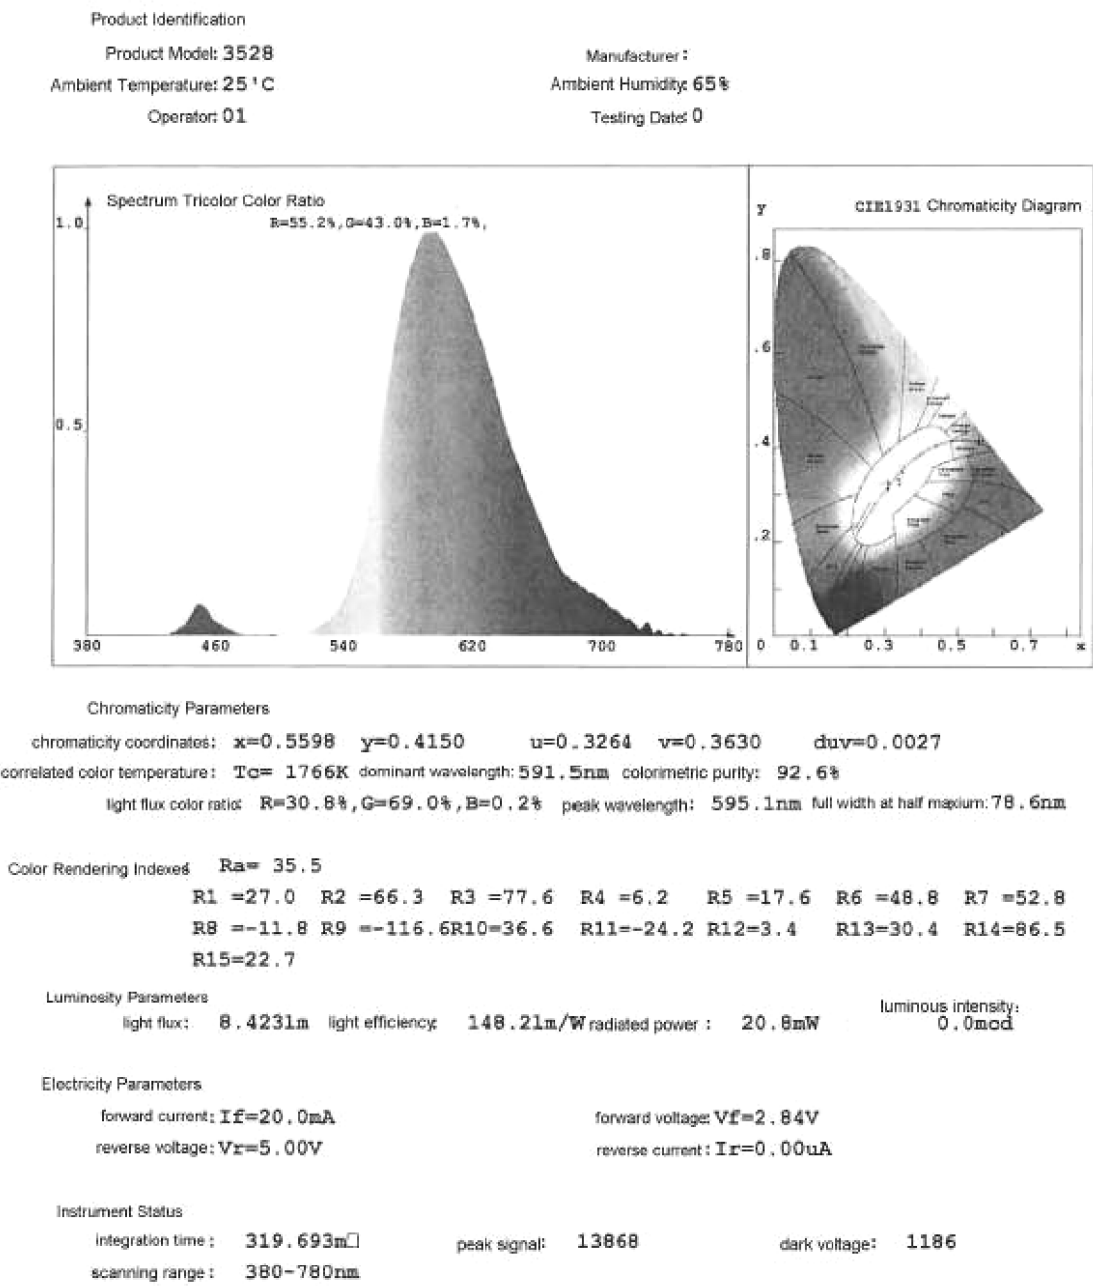 Product Identification
Product Model: 3528
Manufacturer:
Ambient Temperature: 25'C
Ambient Humidity: 65%
Operator: 01
Testing Date: 0
Spectrum Tricolor Color Ratio
R=55.2%,G=43.0%,B=1.7%,
1.0
0.5
380 460 540 620 700 780
y
CIE1931 Chromaticity Diagram
.8
.6
.4
.2
0 0.1 0.3 0.5 0.7 x
Chromaticity Parameters
chromaticity coordinates: x=0.5598 y=0.4150 u=0.3264 v=0.3630 duv=0.0027
correlated color temperature: Tc= 1766K dominant wavelength: 591.5nm colorimetric purity: 92.6%
light flux color ratio: R=30.8%,G=69.0%,B=0.2% peak wavelength: 595.1nm full width at half maxium: 78.6nm
Color Rendering Indexes Ra= 35.5
R1 =27.0 R2 =66.3 R3 =77.6 R4 =6.2 R5 =17.6 R6 =48.8 R7 =52.8
R8 =-11.8 R9 =-116.6R10=36.6 R11=-24.2 R12=3.4 R13=30.4 R14=86.5
R15=22.7
Luminosity Parameters
light flux: 8.423lm light efficiency: 148.2lm/W radiated power : 20.8mW luminous intensity: 0.0mcd
Electricity Parameters
forward current: If=20.0mA
forward voltage: Vf=2.84V
reverse voltage: Vr=5.00V
reverse current: Ir=0.00uA
Instrument Status
integration time: 319.693m□
peak signal: 13868
dark voltage: 1186
scanning range: 380-780nm